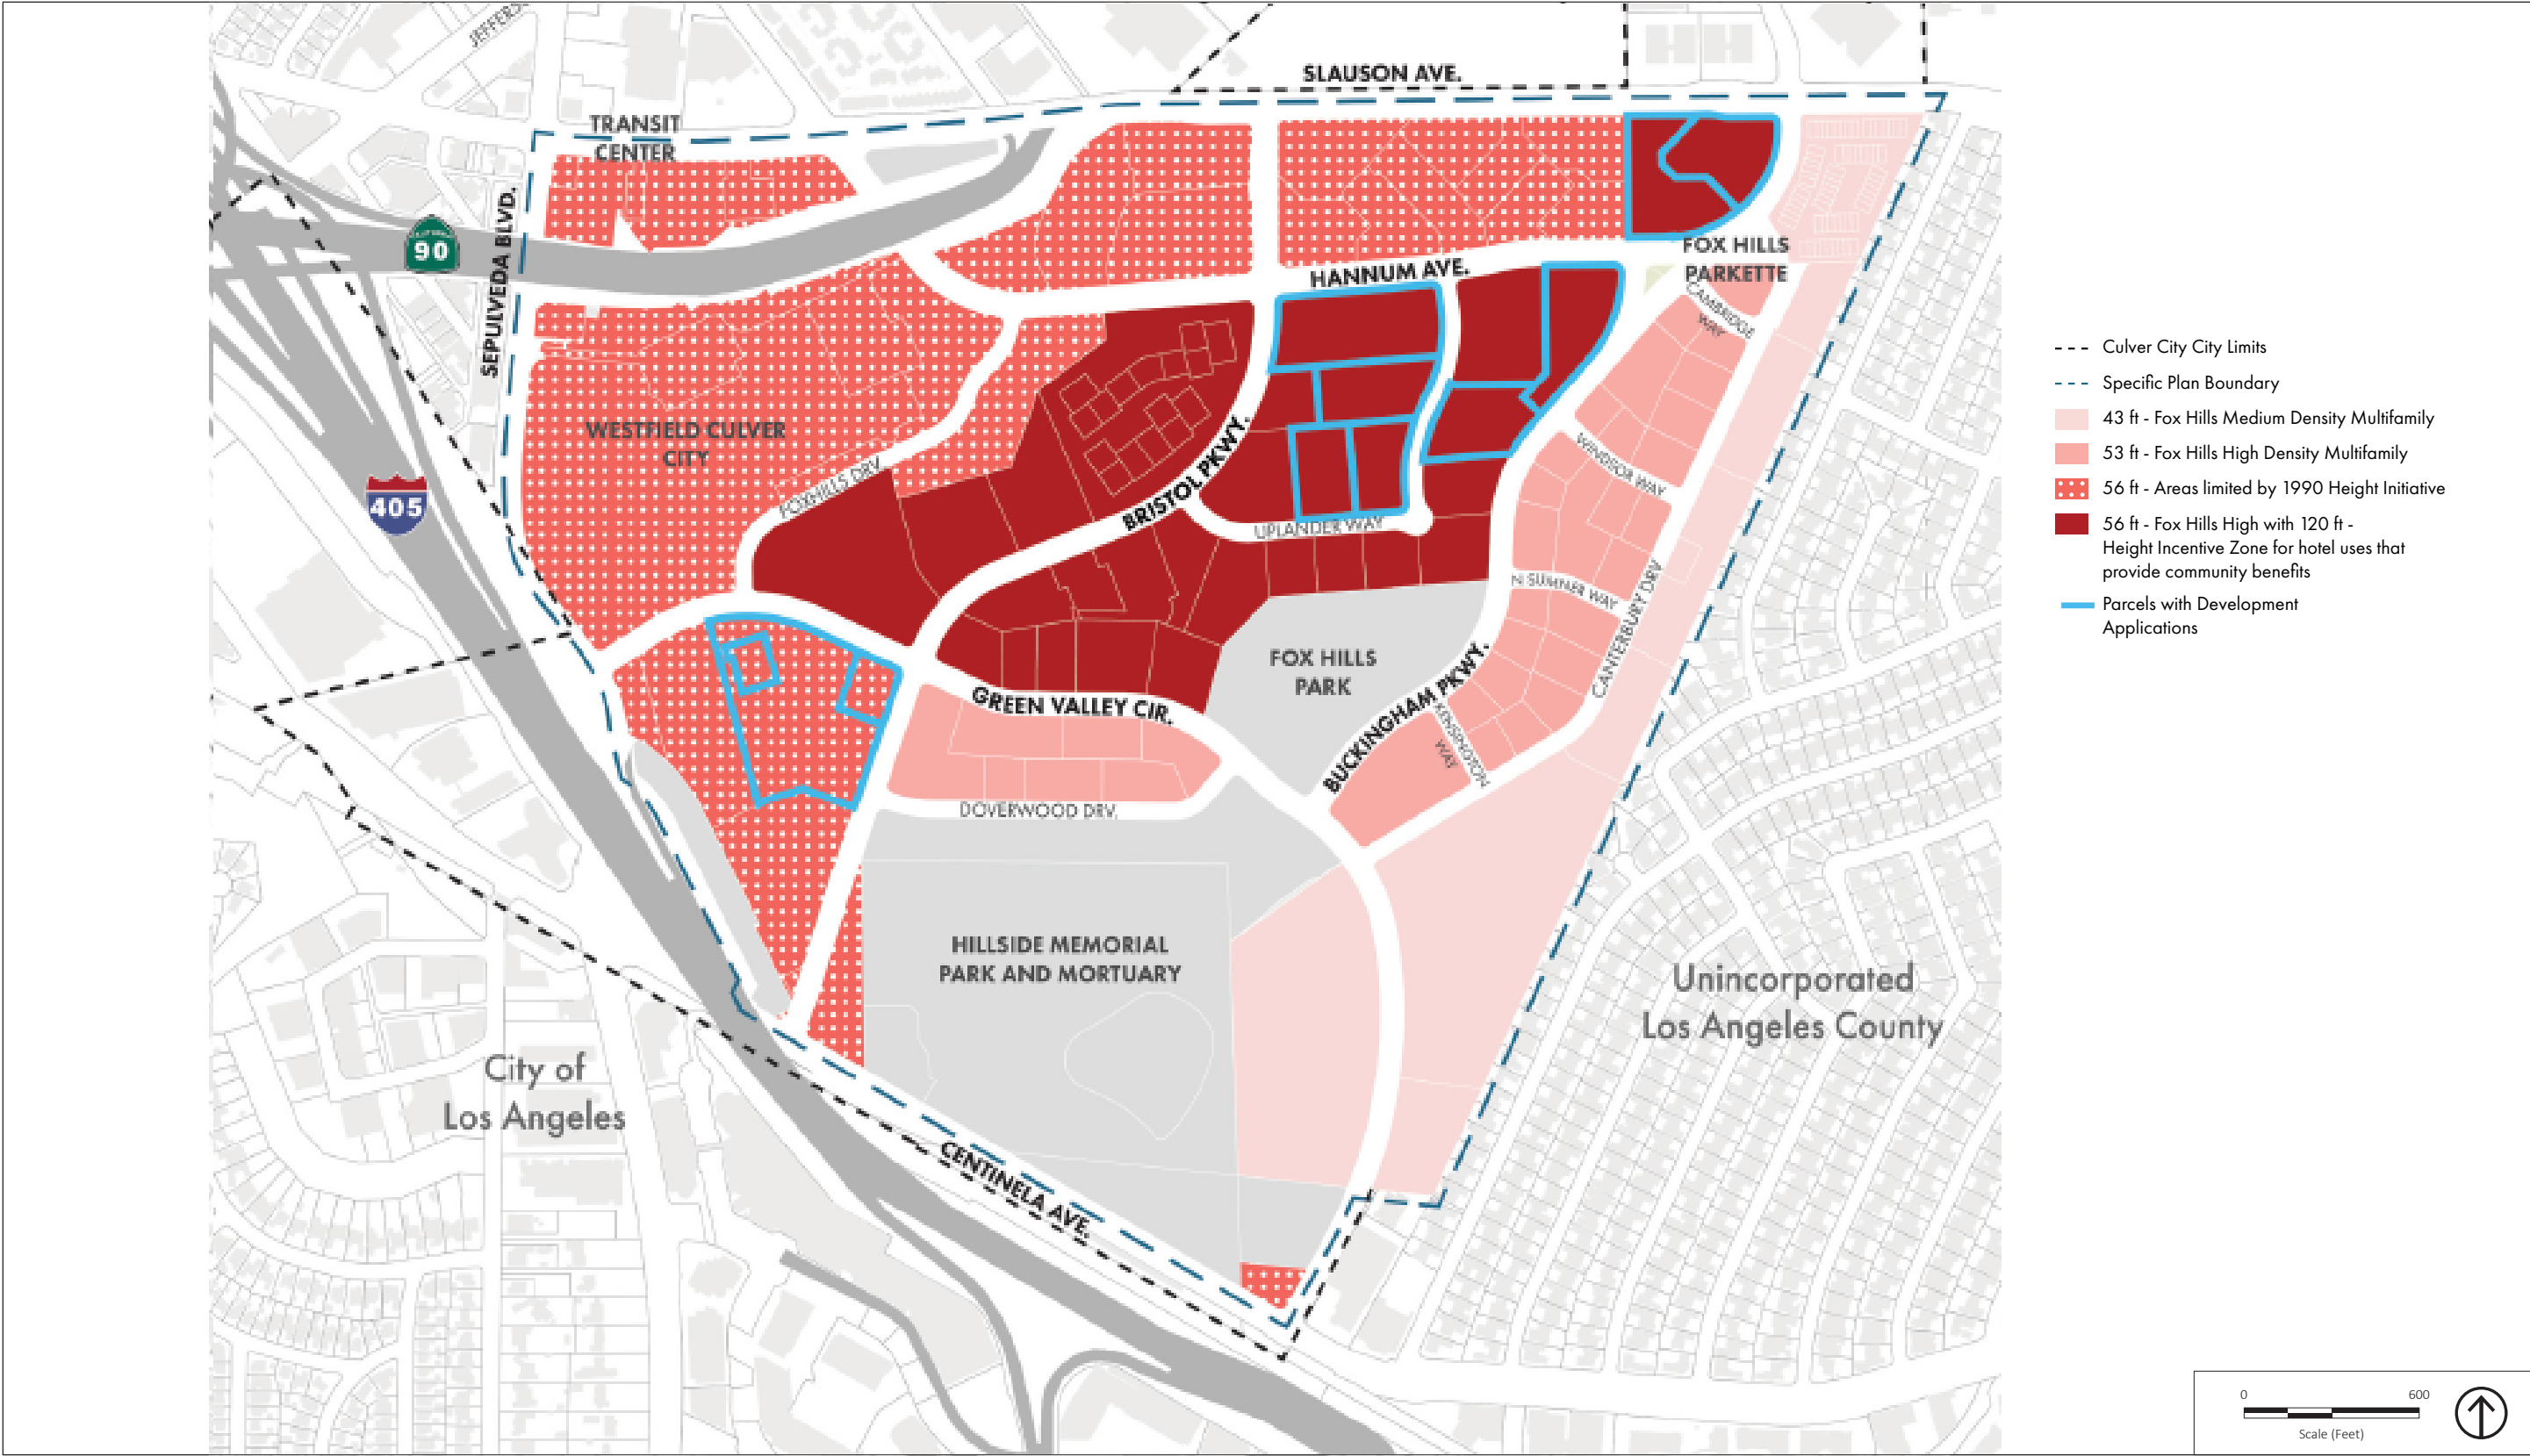 JEFFERS
SLAUSON AVE.
TRANSIT
CENTER
SEPULVEDA BLVD.
90
FOX HILLS
PARKETTE
HANNUM AVE.
CAMBRIDGE
WAY
WESTFIELD CULVER
CITY
FOXHILLS DRV.
BRISTOL PKWY.
WINDSOR WAY
405
UPLANDER WAY
N SUMNER WAY
CANTERBURY DRV
FOX HILLS
PARK
GREEN VALLEY CIR.
BUCKINGHAM PKWY.
KENSINGTON
WAY
DOVERWOOD DRV.
HILLSIDE MEMORIAL
PARK AND MORTUARY
Unincorporated
Los Angeles County
City of
Los Angeles
CENTINELA AVE.
Culver City City Limits
Specific Plan Boundary
43 ft - Fox Hills Medium Density Multifamily
53 ft - Fox Hills High Density Multifamily
56 ft - Areas limited by 1990 Height Initiative
56 ft - Fox Hills High with 120 ft -
Height Incentive Zone for hotel uses that
provide community benefits
Parcels with Development
Applications
0 600
Scale (Feet)